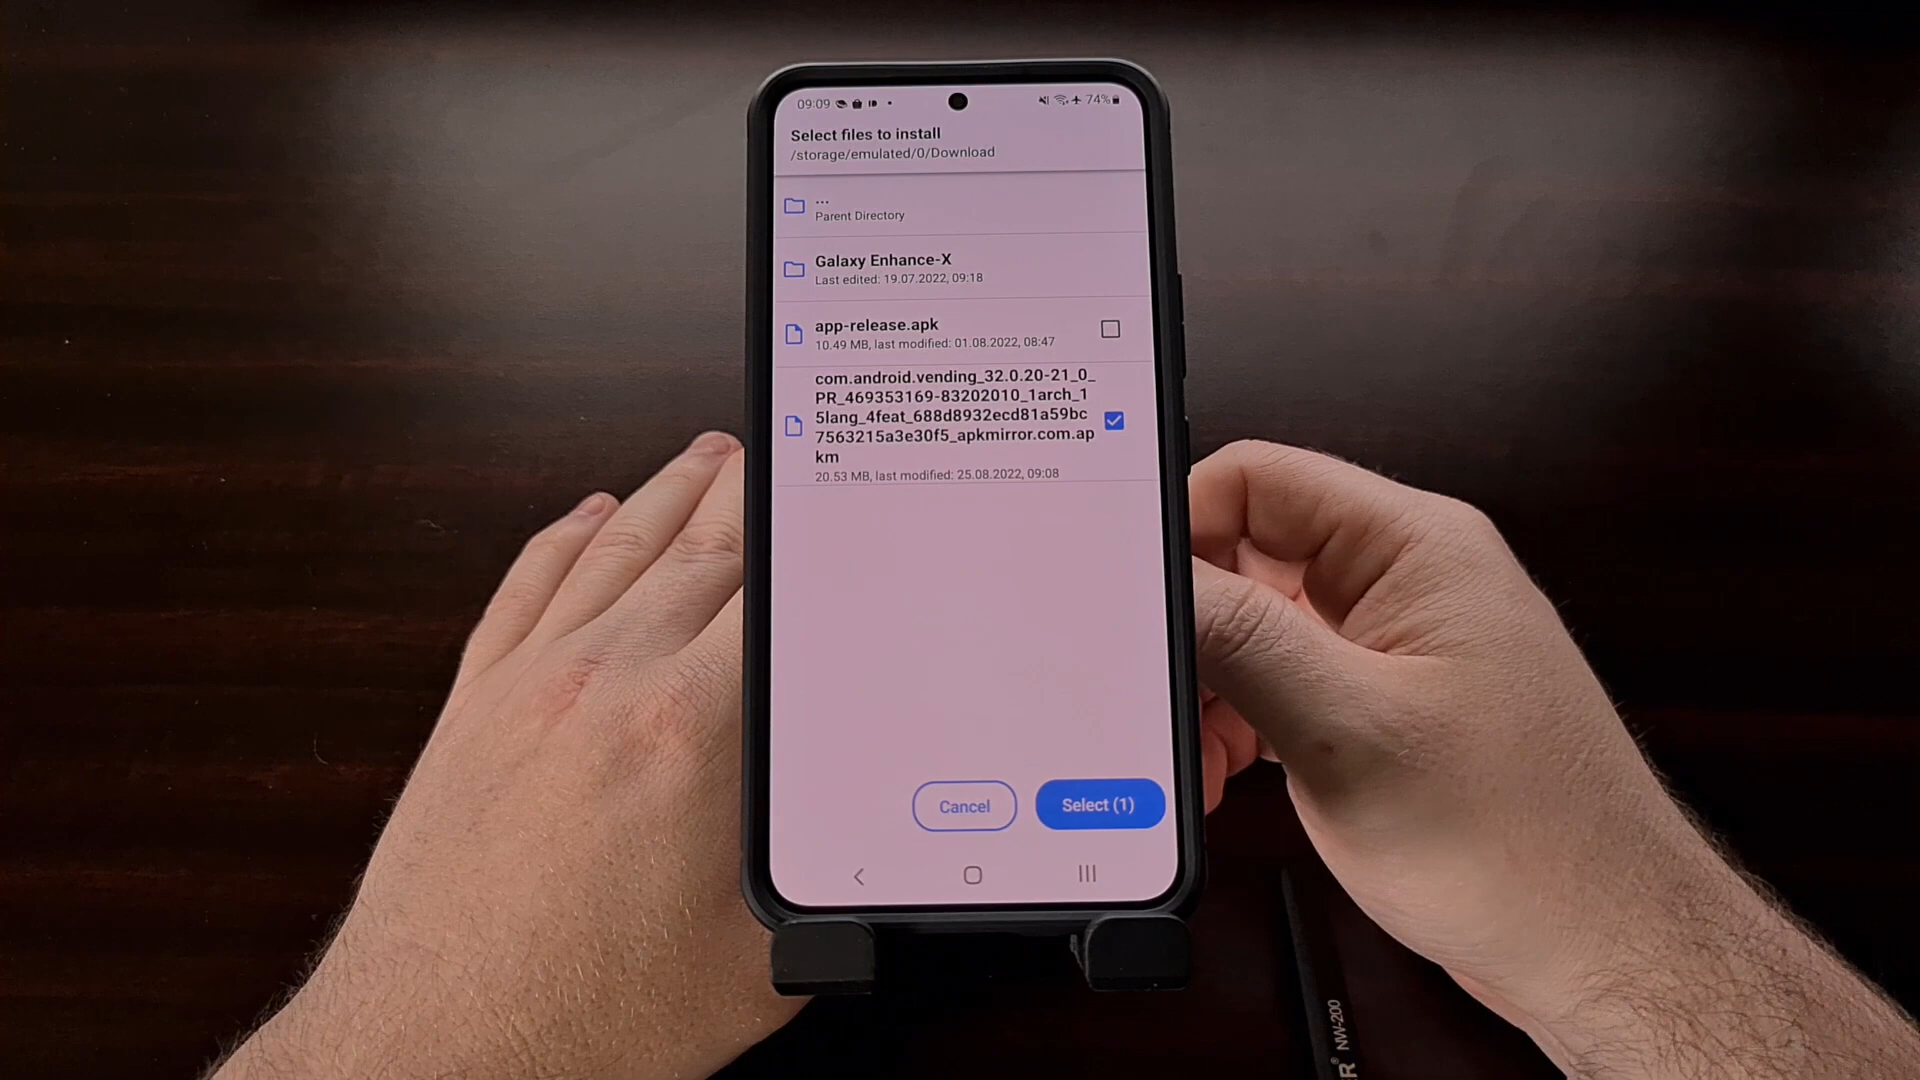 09:09
74%
Select files to install
/storage/emulated/0/Download
...
Parent Directory
Galaxy Enhance-X
Last edited: 19.07.2022, 09:18
app-release.apk
10.49 MB, last modified: 01.08.2022, 08:47
com.android.vending_32.0.20-21_0_
PR_469353169-83202010_1arch_1
5lang_4feat_688d8932ecd81a59bc
7563215a3e30f5_apkmirror.com.ap
km
20.53 MB, last modified: 25.08.2022, 09:08
Cancel
Select (1)
R® NW-200